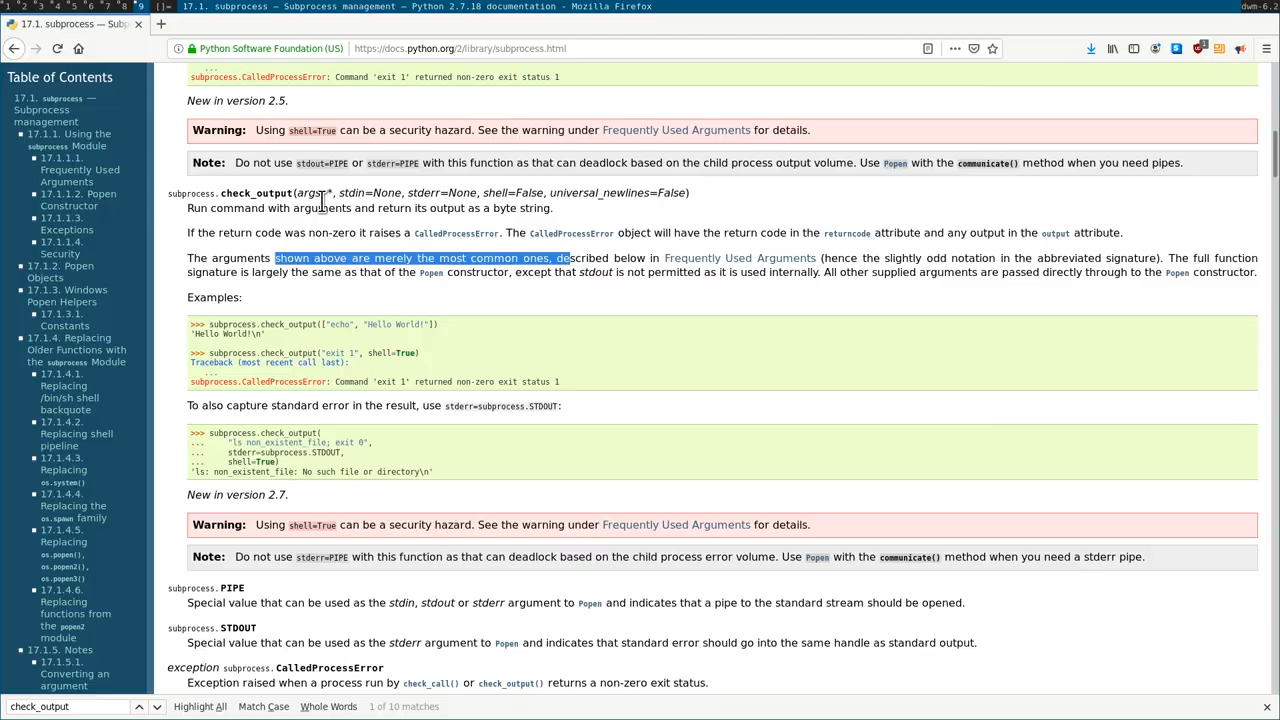 1 2 3 4 5 6 7 8 9 []= 17.1. subprocess — Subprocess management — Python 2.7.18 documentation - Mozilla Firefox dwm-6.2
17.1. subprocess — Subp
Python Software Foundation (US) https://docs.python.org/2/library/subprocess.html
Table of Contents
17.1. subprocess —
Subprocess
management
17.1.1. Using the
subprocess Module
17.1.1.1.
Frequently Used
Arguments
17.1.1.2. Popen
Constructor
17.1.1.3.
Exceptions
17.1.1.4.
Security
17.1.2. Popen
Objects
17.1.3. Windows
Popen Helpers
17.1.3.1.
Constants
17.1.4. Replacing
Older Functions with
the subprocess Module
17.1.4.1.
Replacing
/bin/sh shell
backquote
17.1.4.2.
Replacing shell
pipeline
17.1.4.3.
Replacing
os.system()
17.1.4.4.
Replacing the
os.spawn family
17.1.4.5.
Replacing
os.popen(),
os.popen2(),
os.popen3()
17.1.4.6.
Replacing
functions from
the popen2
module
17.1.5. Notes
17.1.5.1.
Converting an
argument
...
subprocess.CalledProcessError: Command 'exit 1' returned non-zero exit status 1
New in version 2.5.
Warning: Using shell=True can be a security hazard. See the warning under Frequently Used Arguments for details.
Note: Do not use stdout=PIPE or stderr=PIPE with this function as that can deadlock based on the child process output volume. Use Popen with the communicate() method when you need pipes.
subprocess.check_output(args, *, stdin=None, stderr=None, shell=False, universal_newlines=False)
Run command with arguments and return its output as a byte string.
If the return code was non-zero it raises a CalledProcessError. The CalledProcessError object will have the return code in the returncode attribute and any output in the output attribute.
The arguments shown above are merely the most common ones, described below in Frequently Used Arguments (hence the slightly odd notation in the abbreviated signature). The full function
signature is largely the same as that of the Popen constructor, except that stdout is not permitted as it is used internally. All other supplied arguments are passed directly through to the Popen constructor.
Examples:
>>> subprocess.check_output(["echo", "Hello World!"])
'Hello World!\n'
>>> subprocess.check_output("exit 1", shell=True)
Traceback (most recent call last):
...
subprocess.CalledProcessError: Command 'exit 1' returned non-zero exit status 1
To also capture standard error in the result, use stderr=subprocess.STDOUT:
>>> subprocess.check_output(
... "ls non_existent_file; exit 0",
... stderr=subprocess.STDOUT,
... shell=True)
'ls: non_existent_file: No such file or directory\n'
New in version 2.7.
Warning: Using shell=True can be a security hazard. See the warning under Frequently Used Arguments for details.
Note: Do not use stderr=PIPE with this function as that can deadlock based on the child process error volume. Use Popen with the communicate() method when you need a stderr pipe.
subprocess.PIPE
Special value that can be used as the stdin, stdout or stderr argument to Popen and indicates that a pipe to the standard stream should be opened.
subprocess.STDOUT
Special value that can be used as the stderr argument to Popen and indicates that standard error should go into the same handle as standard output.
exception subprocess.CalledProcessError
Exception raised when a process run by check_call() or check_output() returns a non-zero exit status.
check_output Highlight All Match Case Whole Words 1 of 10 matches